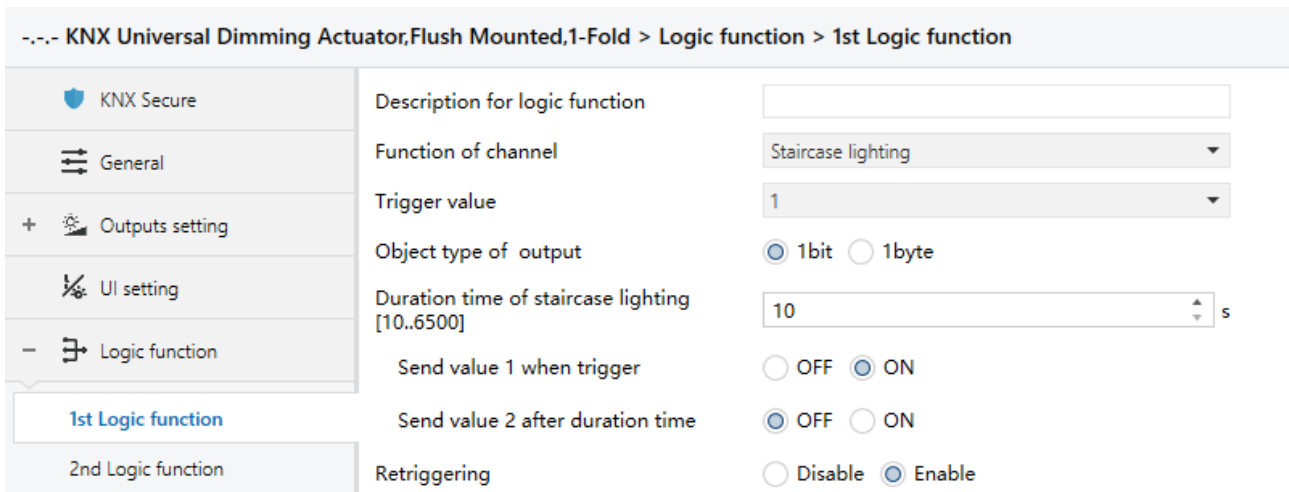 -.-.- KNX Universal Dimming Actuator,Flush Mounted,1-Fold > Logic function > 1st Logic function
KNX Secure
General
+ Outputs setting
UI setting
- Logic function
1st Logic function
2nd Logic function
Description for logic function
Function of channel Staircase lighting
Trigger value 1
Object type of output 1bit 1byte
Duration time of staircase lighting
[10..6500] 10 s
Send value 1 when trigger OFF ON
Send value 2 after duration time OFF ON
Retriggering Disable Enable